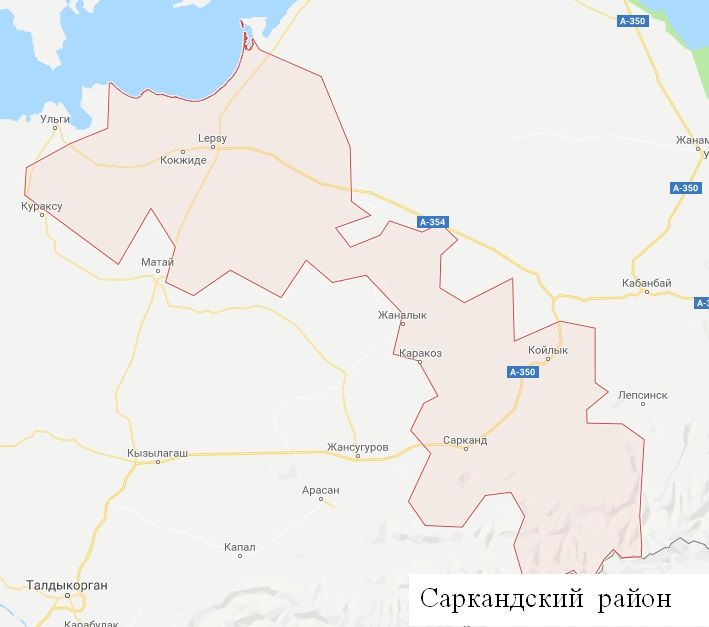 А-350
Ульги
Lepsy
Кокжиде
Жанам
А-350
Кураксу
А-354
Матай
Кабанбай
Жаналык
Каракоз
Койлык
А-350
Лепсинск
Сарканд
Жансугуров
Кызылагаш
Арасан
Капал
Талдыкорган
Саркандский район
Карабулак